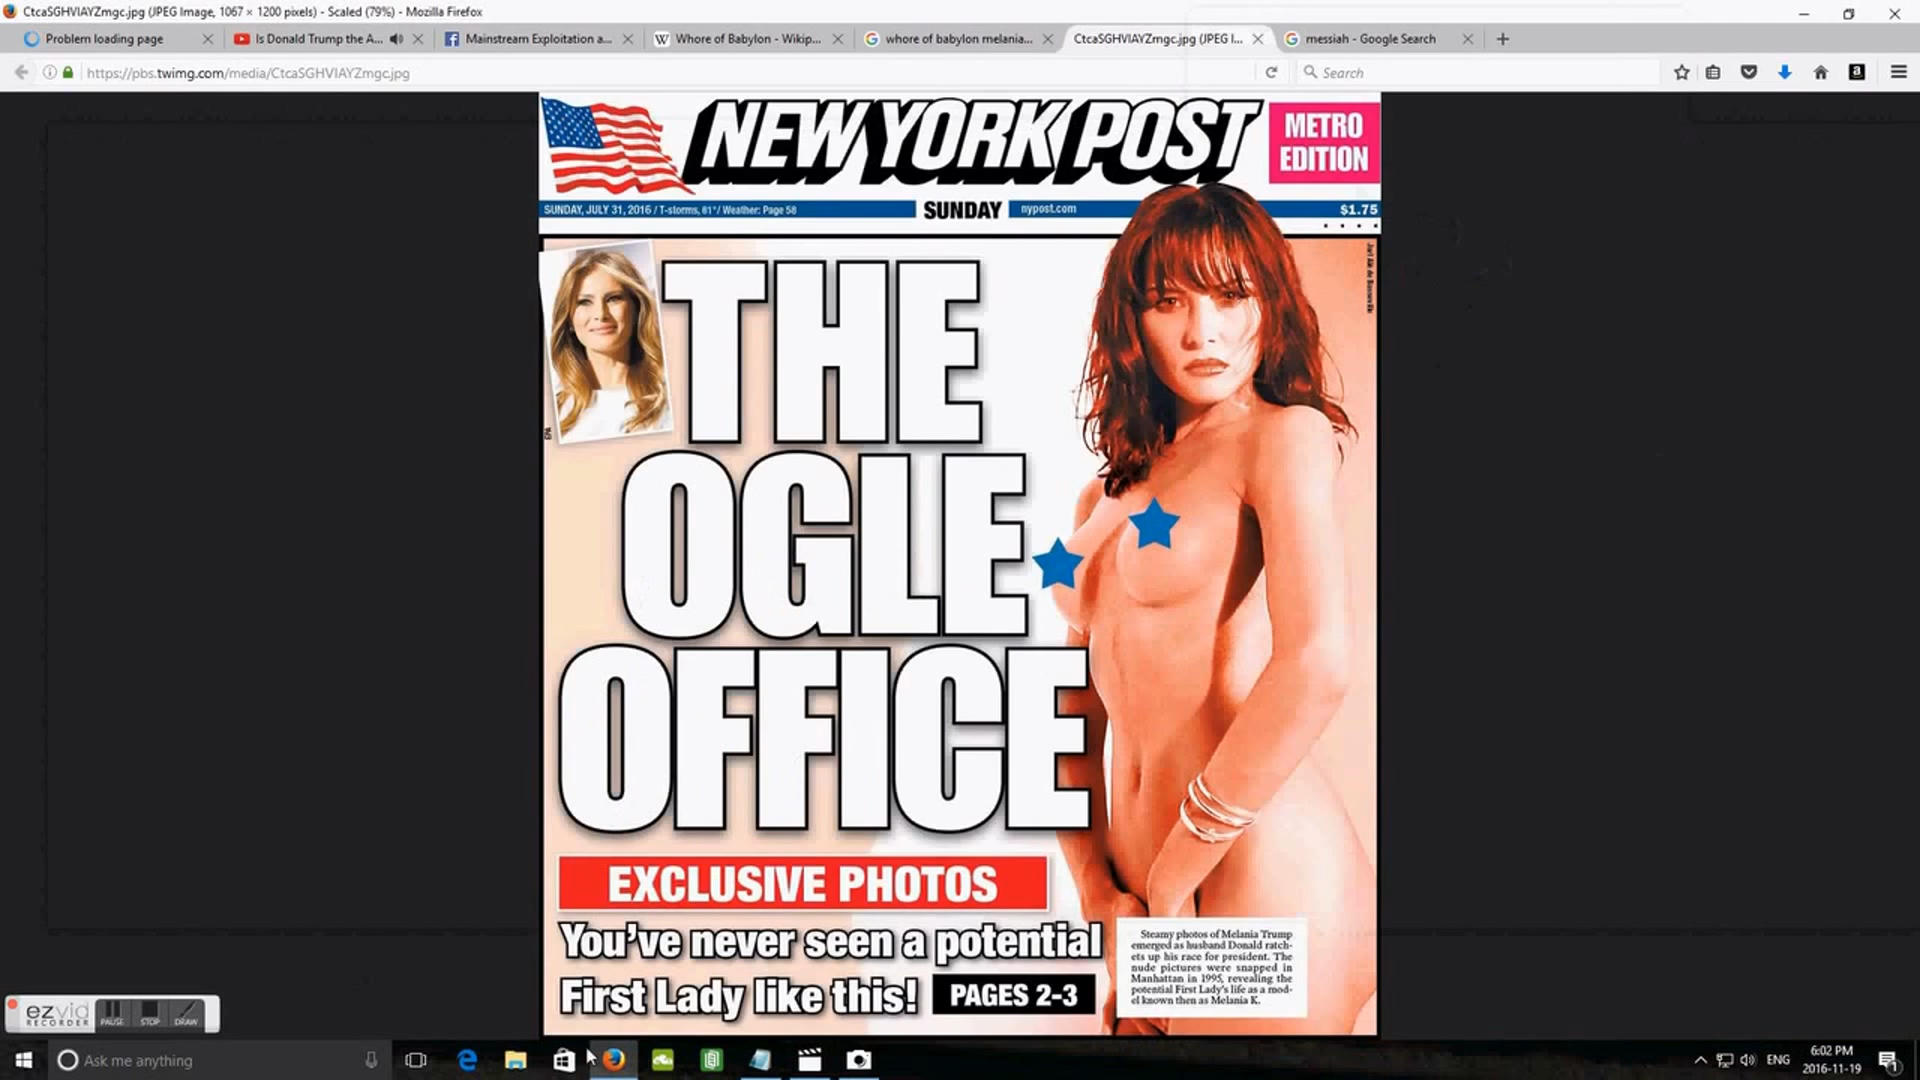 CtcaSGHVIAYZmgc.jpg (JPEG Image, 1067 × 1200 pixels) - Scaled (79%) - Mozilla Firefox
Problem loading page
Is Donald Trump the A...
Mainstream Exploitation a...
Whore of Babylon - Wikip...
whore of babylon melania...
CtcaSGHVIAYZmgc.jpg (JPEG I...
messiah - Google Search
https://pbs.twimg.com/media/CtcaSGHVIAYZmgc.jpg
Search
NEW YORK POST
METRO
EDITION
SUNDAY, JULY 31, 2016 / T-storms, 81° / Weather: Page 58
SUNDAY
nypost.com
$1.75
THE
OGLE
OFFICE
EXCLUSIVE PHOTOS
You've never seen a potential
First Lady like this!
PAGES 2-3
Steamy photos of Melania Trump
emerged as husband Donald ratch-
ets up his race for president. The
nude pictures were snapped in
Manhattan in 1995, revealing the
potential First Lady's life as a mod-
el known then as Melania K.
ezvid
RECORDER
PAUSE
STOP
DRAW
Ask me anything
ENG
6:02 PM
2016-11-19